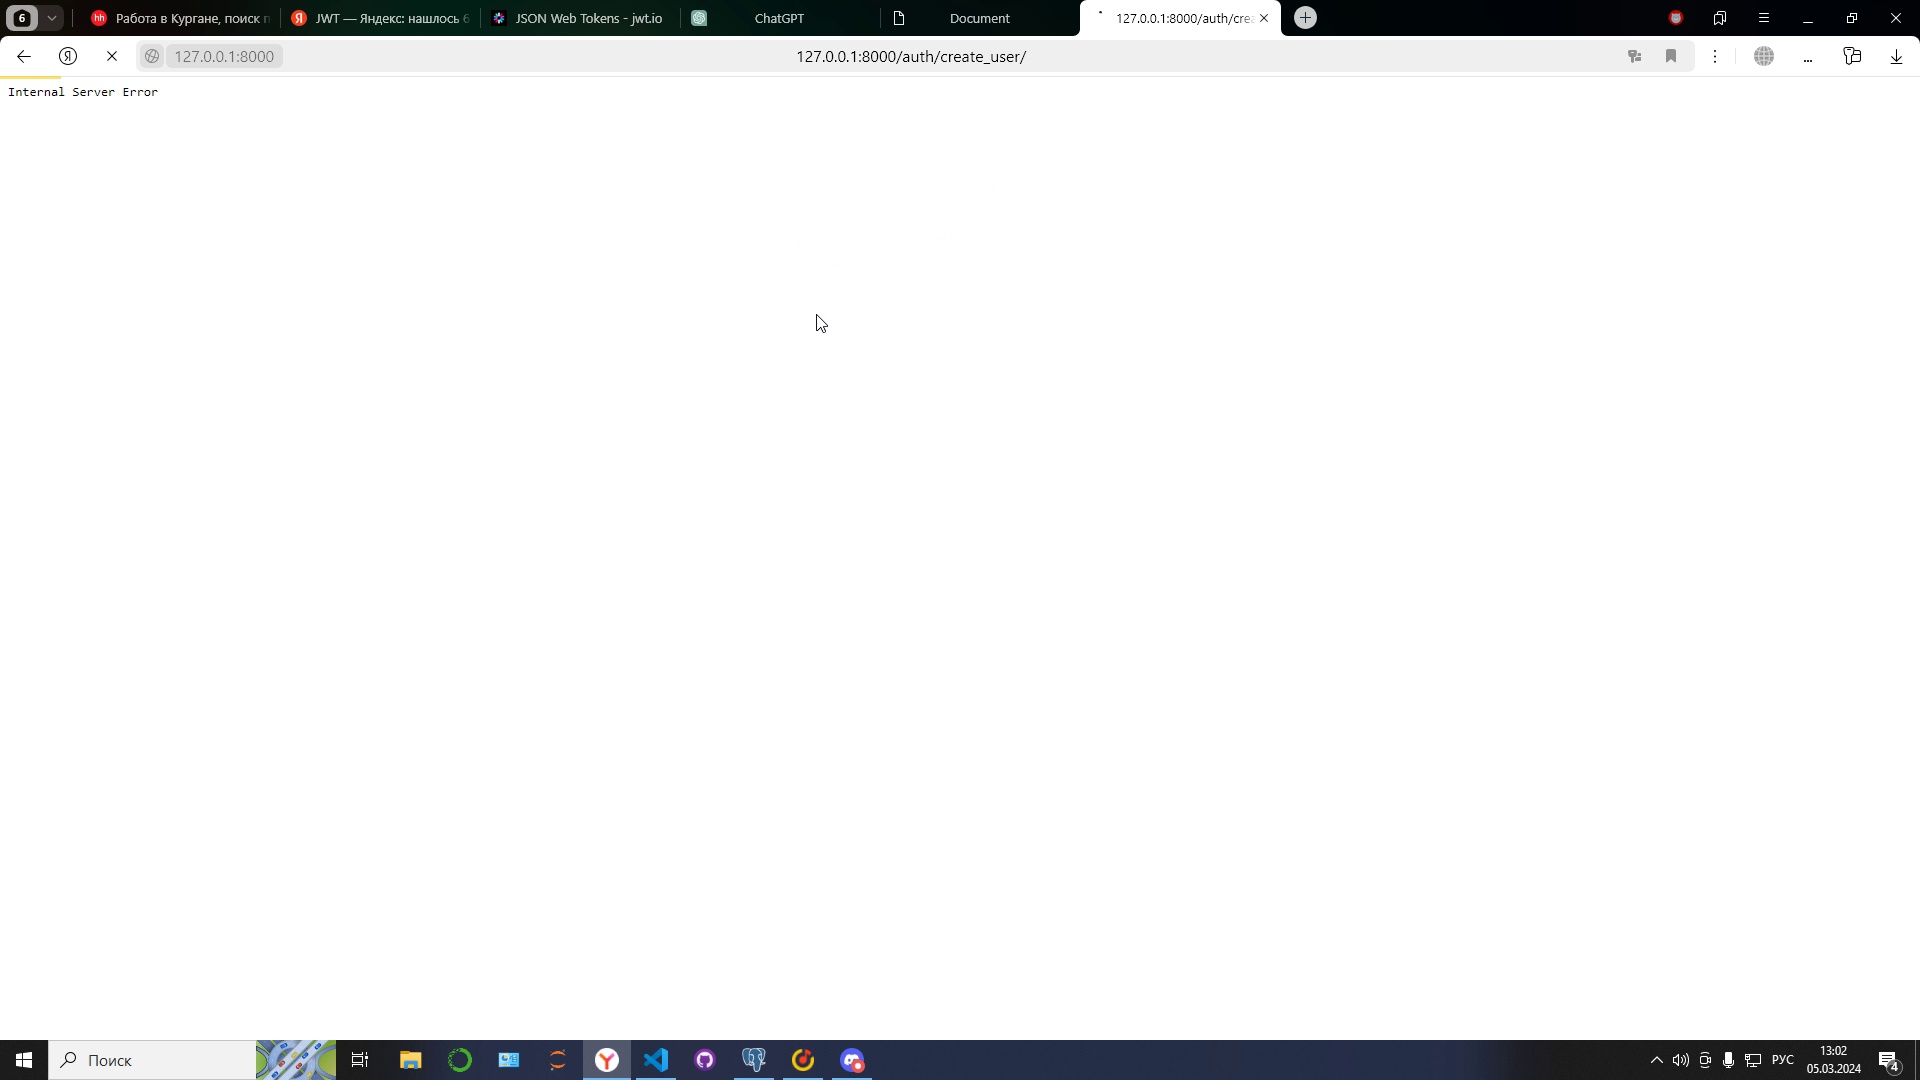 6
hh Работа в Кургане, поиск п
Я JWT — Яндекс: нашлось 6
JSON Web Tokens - jwt.io
ChatGPT
Document
127.0.0.1:8000/auth/crea
Я
127.0.0.1:8000
127.0.0.1:8000/auth/create_user/
Internal Server Error
Поиск
РУС
13:02
05.03.2024
4